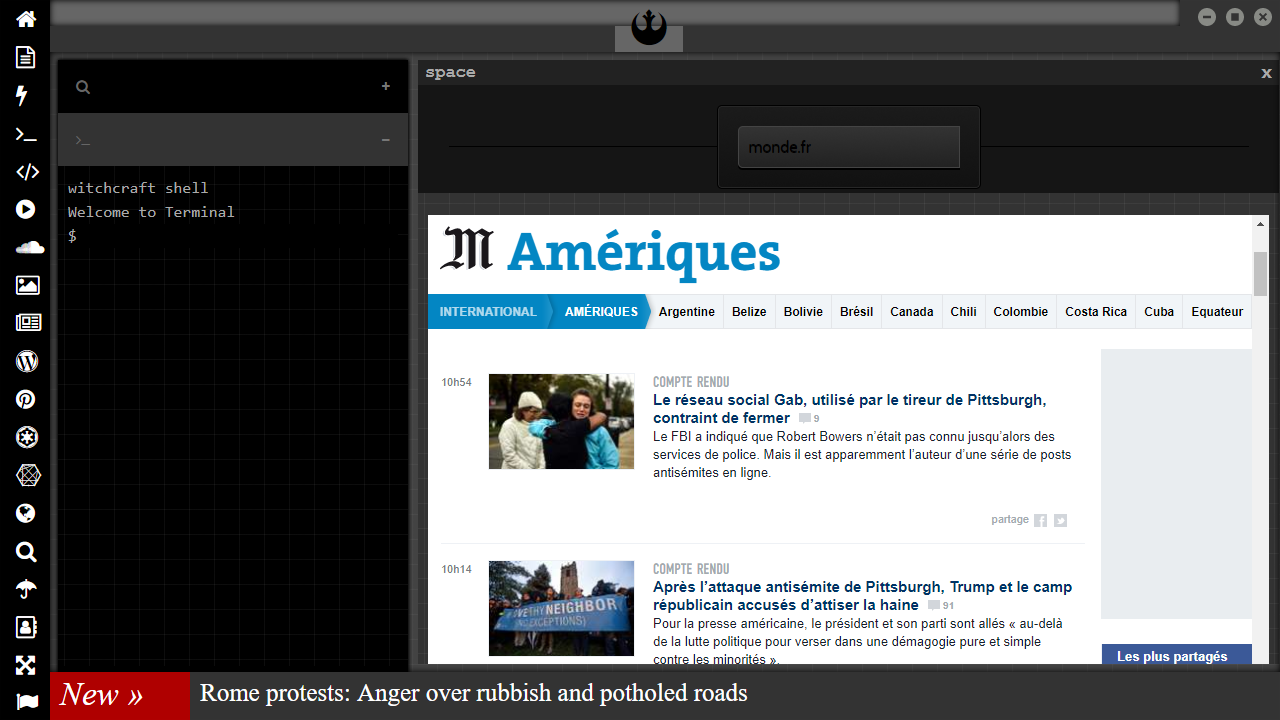 space
x
>_
witchcraft shell
Welcome to Terminal
$
monde.fr
M Amériques
INTERNATIONAL AMÉRIQUES Argentine Belize Bolivie Brésil Canada Chili Colombie Costa Rica Cuba Equateur
10h54
COMPTE RENDU
Le réseau social Gab, utilisé par le tireur de Pittsburgh,
contraint de fermer 9
Le FBI a indiqué que Robert Bowers n’était pas connu jusqu’alors des
services de police. Mais il est apparemment l’auteur d’une série de posts
antisémites en ligne.
partage
10h14
NEIGHBOR
EXCEPTIONS)
COMPTE RENDU
Après l’attaque antisémite de Pittsburgh, Trump et le camp
républicain accusés d’attiser la haine 91
Pour la presse américaine, le président et son parti sont allés « au-delà
de la lutte politique pour verser dans une démagogie pure et simple
contre les minorités ».
Les plus partagés
New » Rome protests: Anger over rubbish and potholed roads